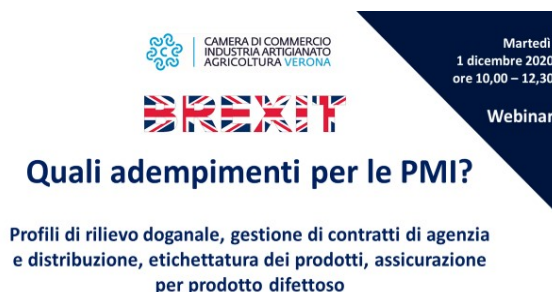 CAMERA DI COMMERCIO
INDUSTRIA ARTIGIANATO
AGRICOLTURA VERONA
Martedì
1 dicembre 2020
ore 10,00 – 12,30
Webinar
BREXIT
Quali adempimenti per le PMI?
Profili di rilievo doganale, gestione di contratti di agenzia
e distribuzione, etichettatura dei prodotti, assicurazione
per prodotto difettoso